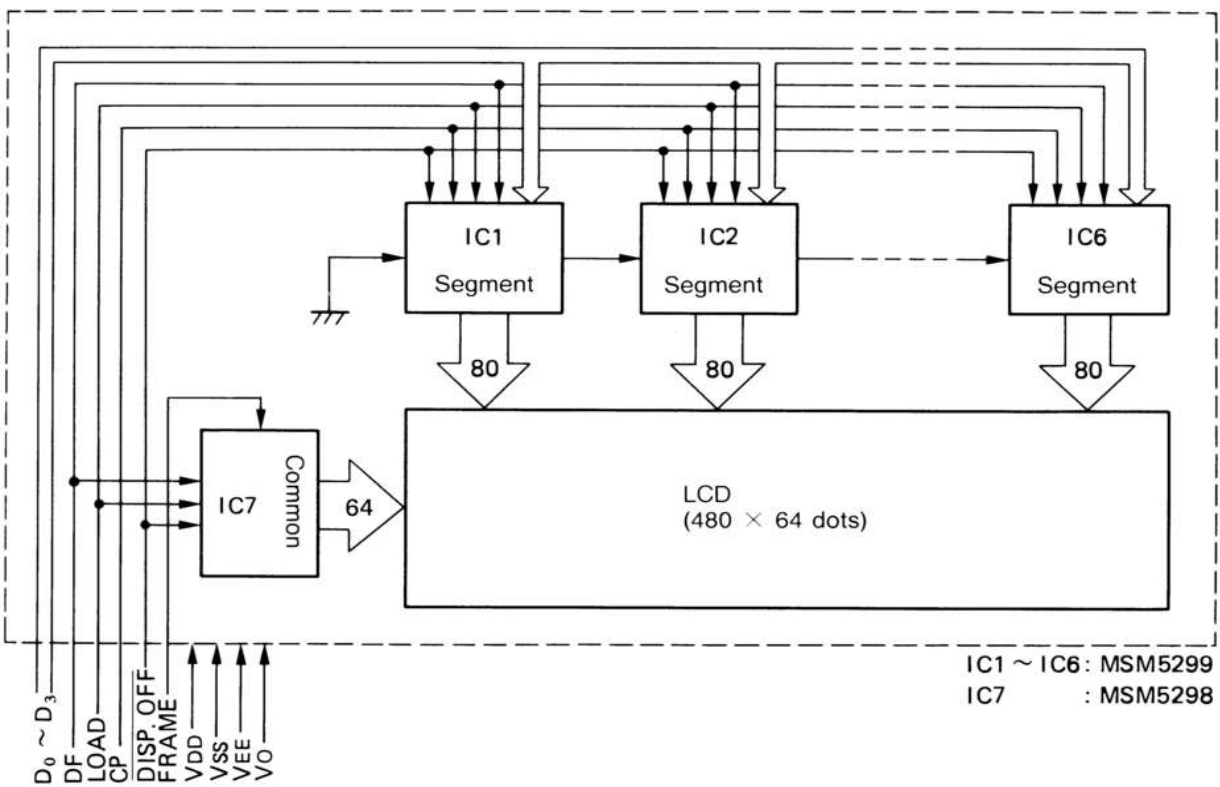 IC1
Segment
IC2
Segment
IC6
Segment
80
80
80
IC7
Common
64
LCD
(480 × 64 dots)
IC1 ~ IC6: MSM5299
IC7 : MSM5298
D₀ ~ D₃
DF
LOAD
CP
DISP. OFF
FRAME
VDD
VSS
VEE
VO